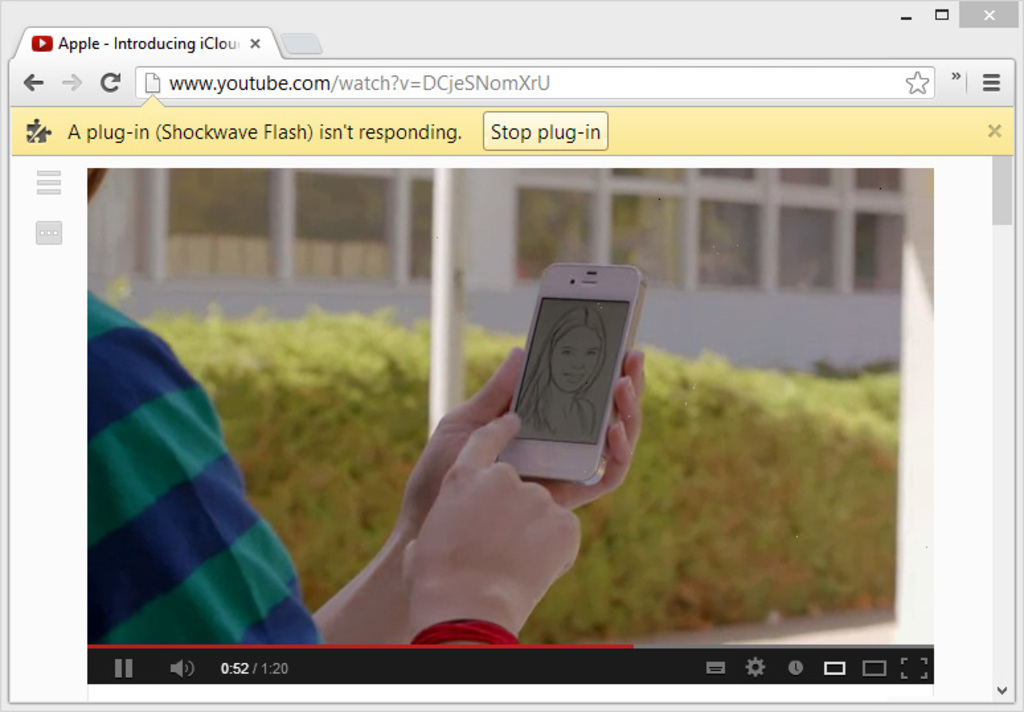 Apple - Introducing iClou
www.youtube.com/watch?v=DCjeSNomXrU
A plug-in (Shockwave Flash) isn't responding. Stop plug-in
0:52 / 1:20